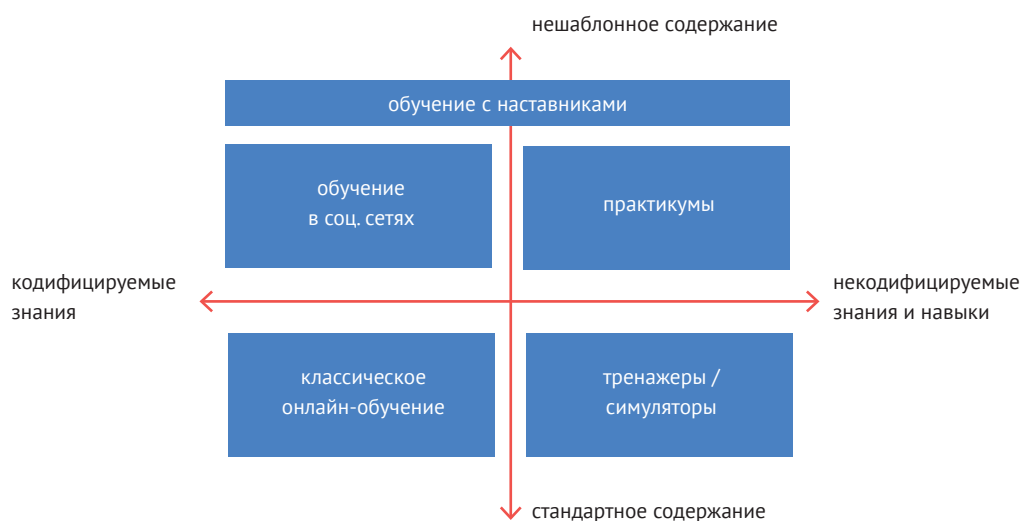 нешаблонное содержание
обучение с наставниками
обучение
в соц. сетях
практикумы
кодифицируемые
знания
некодифицируемые
знания и навыки
классическое
онлайн-обучение
тренажеры /
симуляторы
стандартное содержание